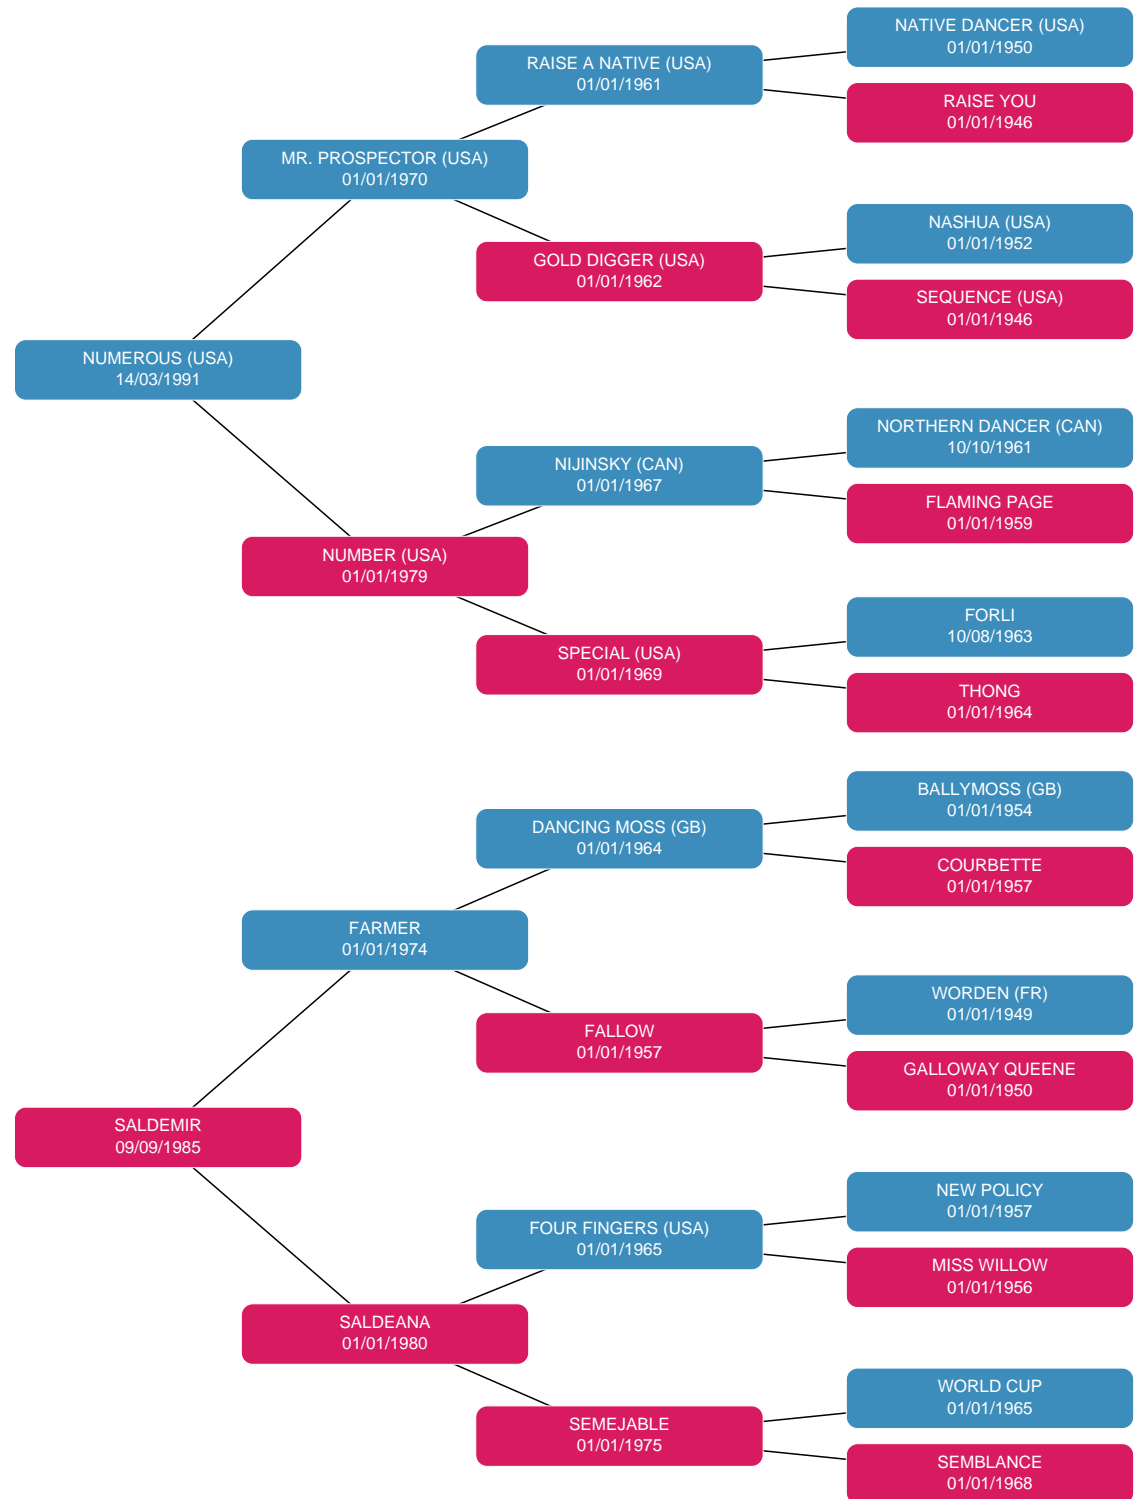 NATIVE DANCER (USA)
01/01/1950
RAISE A NATIVE (USA)
01/01/1961
RAISE YOU
01/01/1946
MR. PROSPECTOR (USA)
01/01/1970
NASHUA (USA)
01/01/1952
GOLD DIGGER (USA)
01/01/1962
SEQUENCE (USA)
01/01/1946
NUMEROUS (USA)
14/03/1991
NORTHERN DANCER (CAN)
10/10/1961
NIJINSKY (CAN)
01/01/1967
FLAMING PAGE
01/01/1959
NUMBER (USA)
01/01/1979
FORLI
10/08/1963
SPECIAL (USA)
01/01/1969
THONG
01/01/1964
BALLYMOSS (GB)
01/01/1954
DANCING MOSS (GB)
01/01/1964
COURBETTE
01/01/1957
FARMER
01/01/1974
WORDEN (FR)
01/01/1949
FALLOW
01/01/1957
GALLOWAY QUEENE
01/01/1950
SALDEMIR
09/09/1985
NEW POLICY
01/01/1957
FOUR FINGERS (USA)
01/01/1965
MISS WILLOW
01/01/1956
SALDEANA
01/01/1980
WORLD CUP
01/01/1965
SEMEJABLE
01/01/1975
SEMBLANCE
01/01/1968